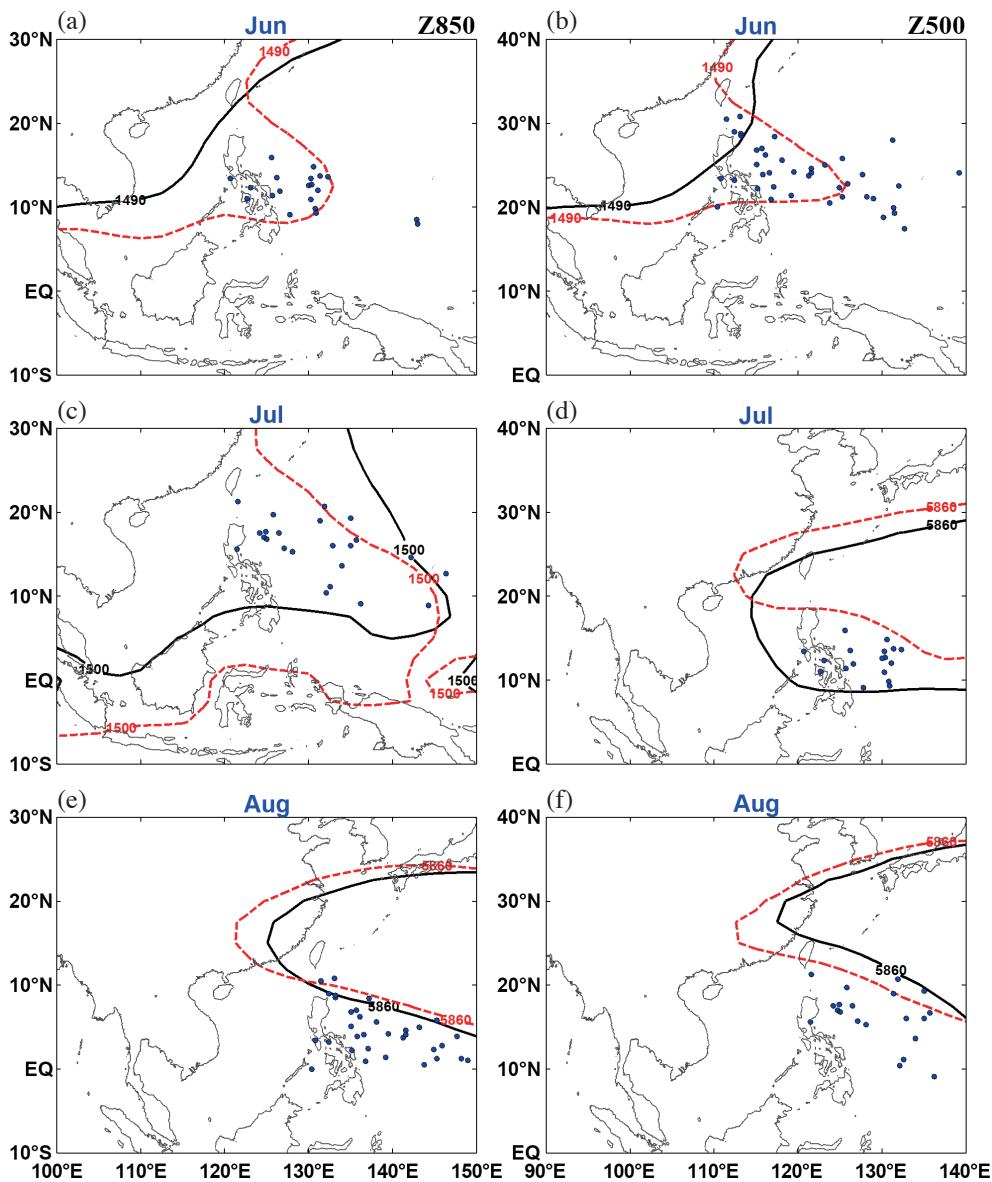 (a) Jun Z850
30°N
20°N
10°N
EQ
10°S
1490
1490
(b) Jun Z500
40°N
30°N
20°N
10°N
EQ
1490
1490
1490
(c) Jul
30°N
20°N
10°N
EQ
10°S
1500
1500
1500
1500
1500
1500
(d) Jul
40°N
30°N
20°N
10°N
EQ
5860
5860
(e) Aug
30°N
20°N
10°N
EQ
10°S
5860
5860
5860
100°E 110°E 120°E 130°E 140°E 150°E
(f) Aug
40°N
30°N
20°N
10°N
EQ
5860
5860
90°E 100°E 110°E 120°E 130°E 140°E